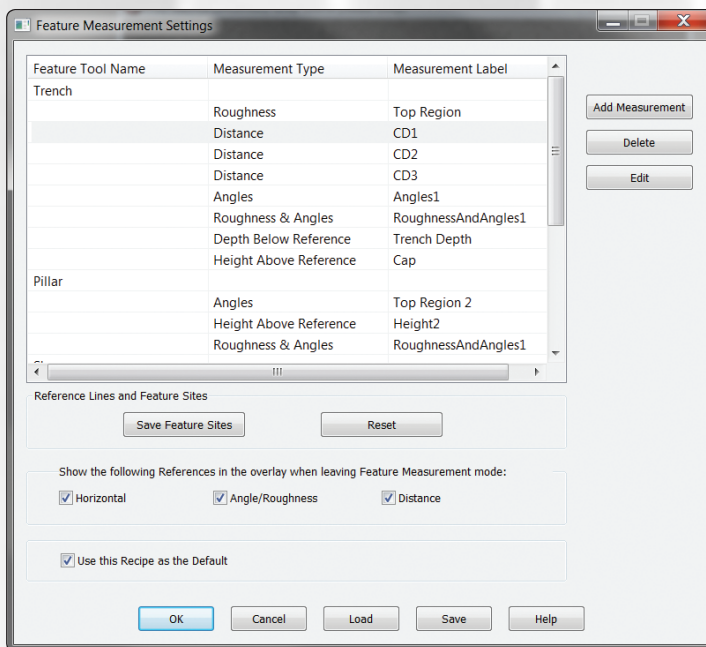 Feature Measurement Settings
Feature Tool Name Measurement Type Measurement Label
Trench
Roughness Top Region
Distance CD1
Distance CD2
Distance CD3
Angles Angles1
Roughness & Angles RoughnessAndAngles1
Depth Below Reference Trench Depth
Height Above Reference Cap
Pillar
Angles Top Region 2
Height Above Reference Height2
Roughness & Angles RoughnessAndAngles1
Add Measurement
Delete
Edit
Reference Lines and Feature Sites
Save Feature Sites Reset
Show the following References in the overlay when leaving Feature Measurement mode:
Horizontal Angle/Roughness Distance
Use this Recipe as the Default
OK Cancel Load Save Help